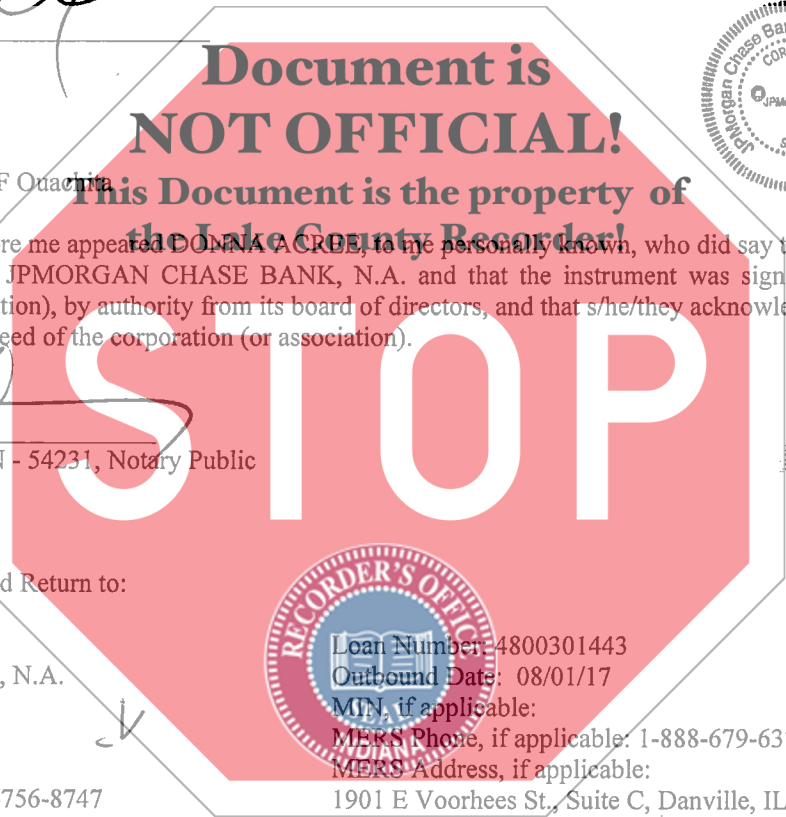 Document is
NOT OFFICIAL!
F Ouachita
This Document is the property of
the Lake County Recorder!
re me appeared DONNA ACREE, to me personally known, who did say t
JPMORGAN CHASE BANK, N.A. and that the instrument was sign
tion), by authority from its board of directors, and that s/he/they acknowle
eed of the corporation (or association).
STOP
- 54231, Notary Public
d Return to:
RECORDER'S OFFICE
INDIANA
Loan Number: 4800301443
, N.A.
Outbound Date: 08/01/17
MIN, if applicable:
MERS Phone, if applicable: 1-888-679-63
MERS Address, if applicable:
756-8747
1901 E Voorhees St., Suite C, Danville, IL
JPMorgan Chase Ba